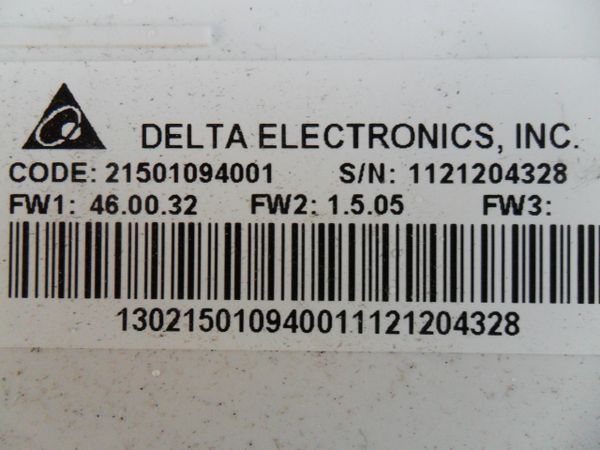 DELTA ELECTRONICS, INC.
CODE: 21501094001 S/N: 1121204328
FW1: 46.00.32 FW2: 1.5.05 FW3:
130215010940011121204328